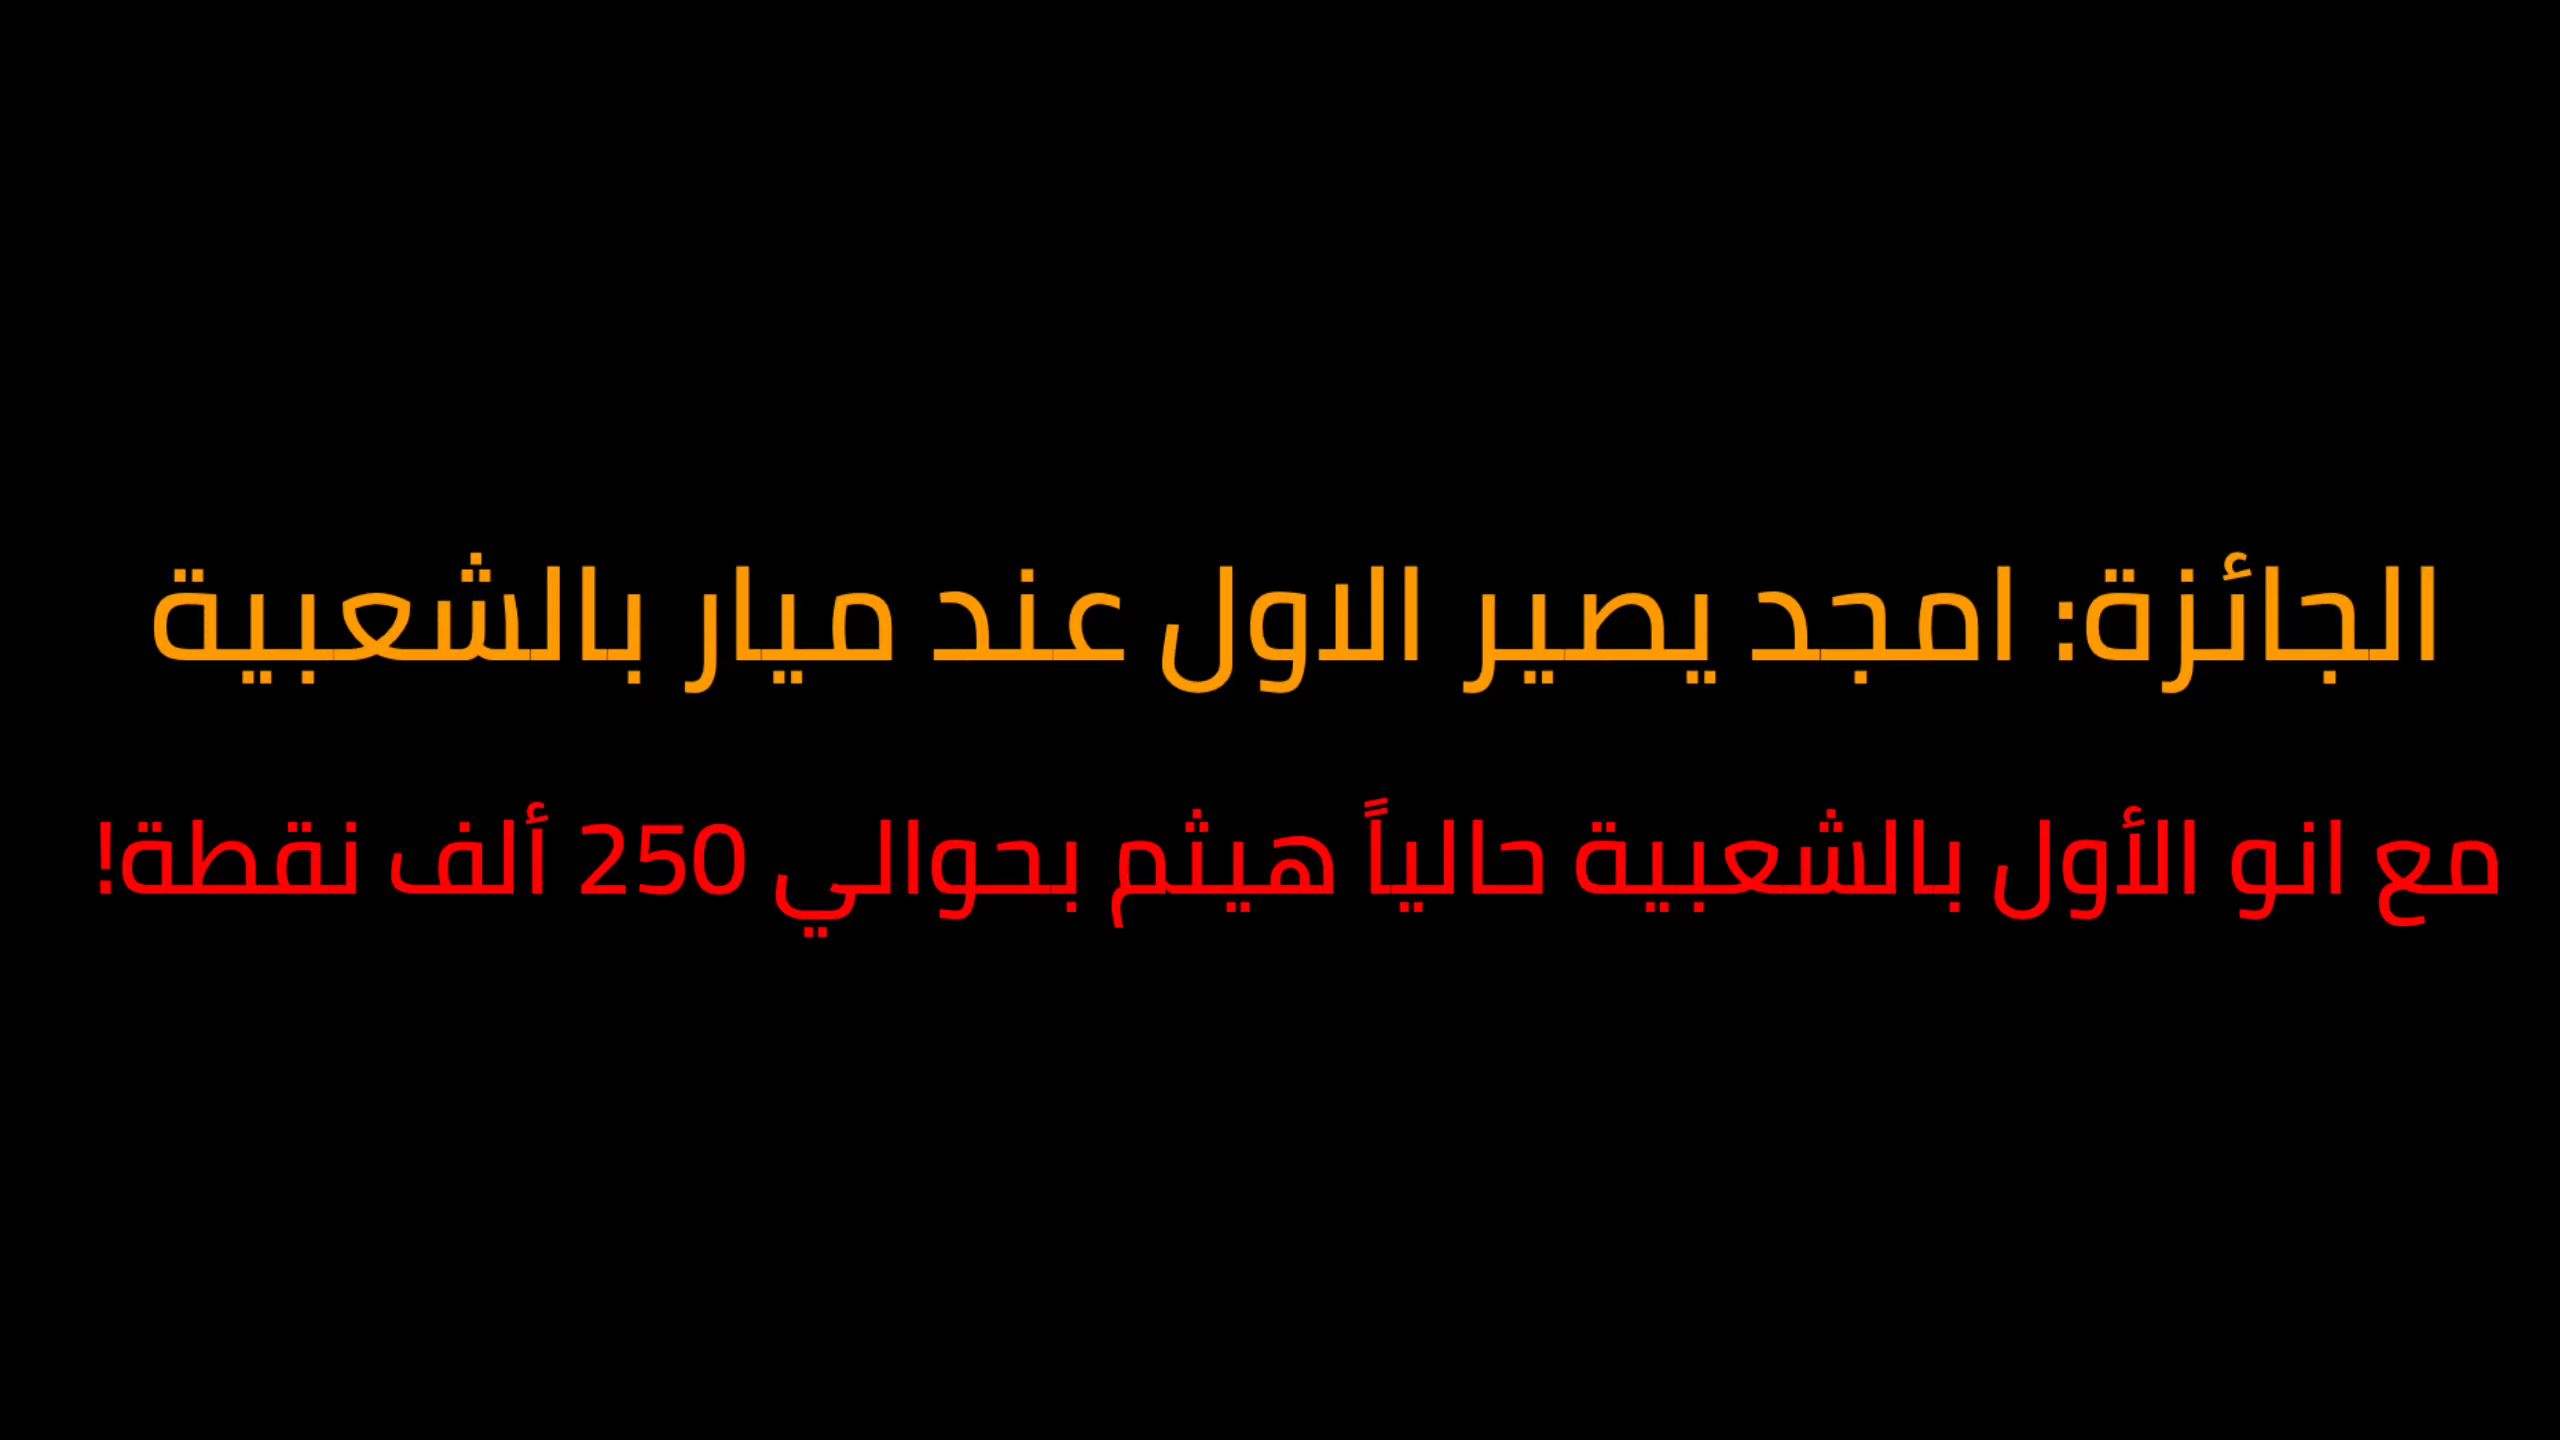 الجائزة: امجد يصير الاول عند ميار بالشعبية
مع انو الأول بالشعبية حالياً هيثم بحوالي 250 ألف نقطة!